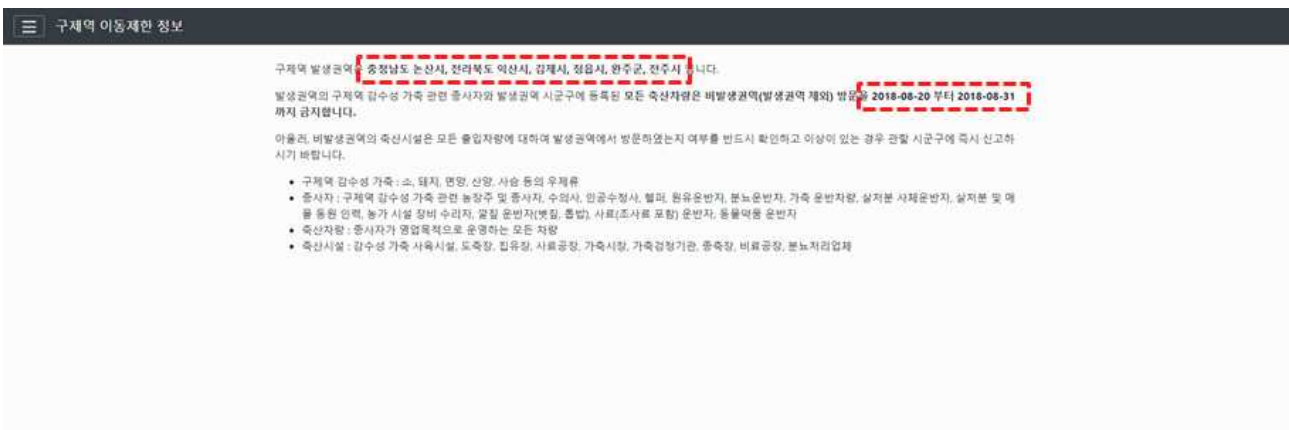 구제역 이동제한 정보
구제역 발생권역은 충청남도 논산시, 전라북도 익산시, 김제시, 정읍시, 완주군, 전주시 입니다.
발생권역의 구제역 감수성 가축 관련 종사자와 발생권역 시군구에 등록된 모든 축산차량은 비발생권역(발생권역 제외) 방문을 2018-08-20 부터 2018-08-31
까지 금지합니다.
아울러, 비발생권역의 축산시설은 모든 출입차량에 대하여 발생권역에서 방문하였는지 여부를 반드시 확인하고 이상이 있는 경우 관할 시군구에 즉시 신고하
시기 바랍니다.
• 구제역 감수성 가축 : 소, 돼지, 면양, 산양, 사슴 등의 우제류
• 종사자 : 구제역 감수성 가축 관련 농장주 및 종사자, 수의사, 인공수정사, 헬퍼, 원유운반자, 분뇨운반자, 가축 운반차량, 살처분 사체운반자, 살처분 및 매
몰 동원 인력, 농가 시설 장비 수리자, 깔짚 운반자(볏짚, 톱밥), 사료(조사료 포함) 운반자, 동물약품 운반자
• 축산차량 : 종사자가 영업목적으로 운영하는 모든 차량
• 축산시설 : 감수성 가축 사육시설, 도축장, 집유장, 사료공장, 가축시장, 가축검정기관, 종축장, 비료공장, 분뇨처리업체